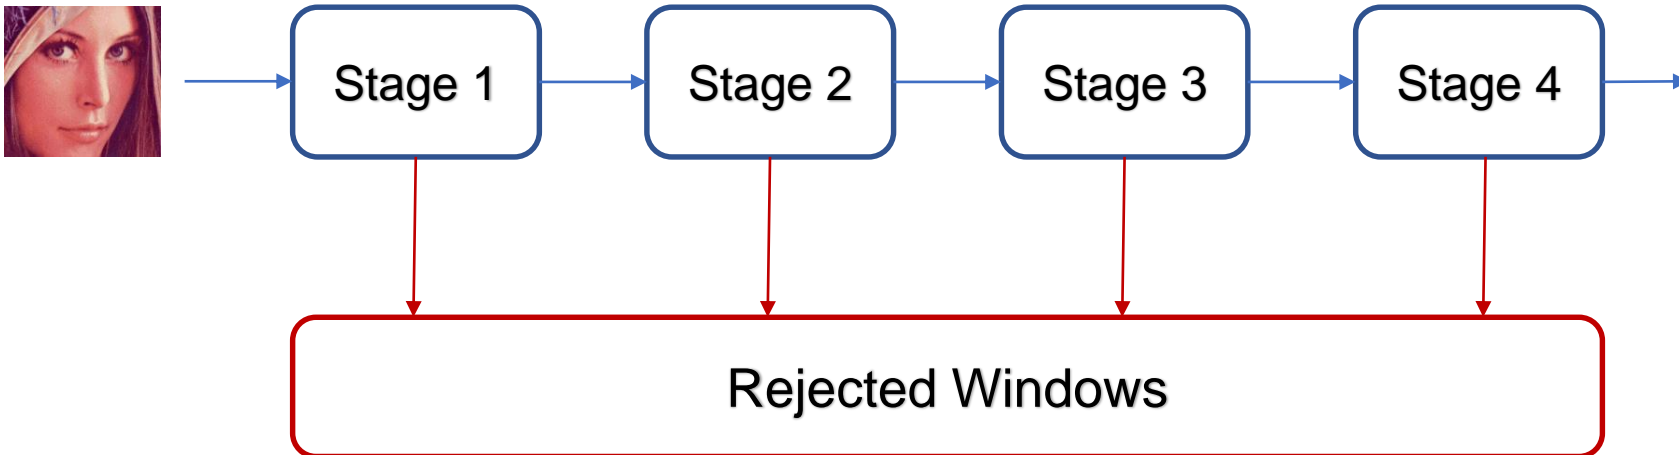 Stage 1
Stage 2
Stage 3
Stage 4
Rejected Windows